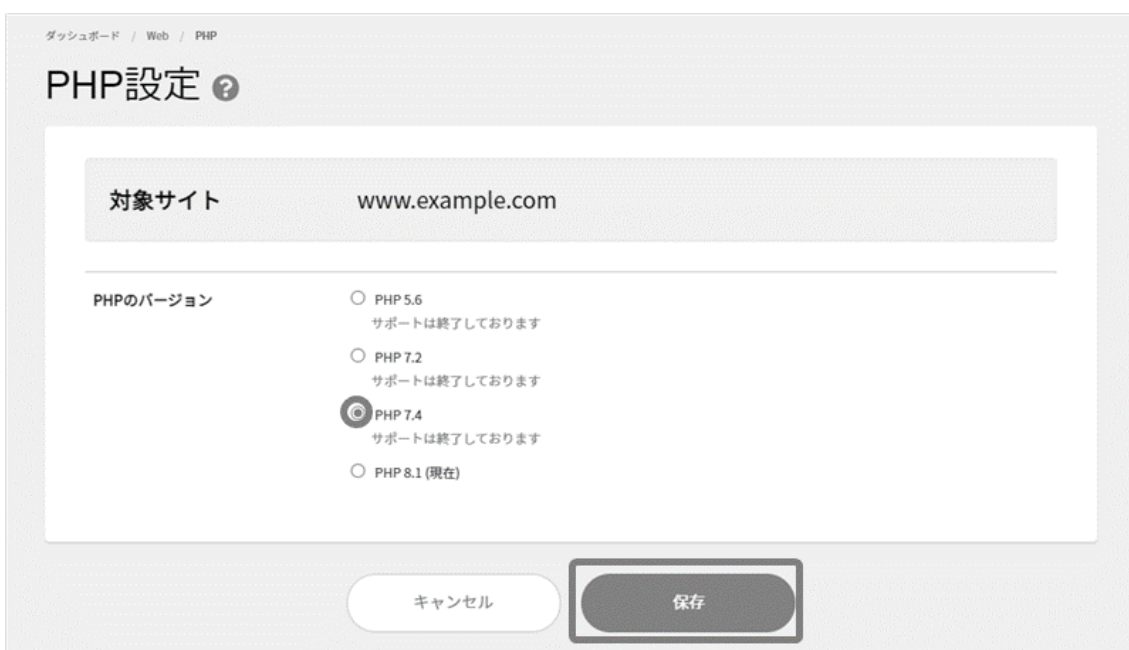 ダッシュボード / Web / PHP
PHP設定 ?
対象サイト www.example.com
PHPのバージョン PHP 5.6
サポートは終了しております
PHP 7.2
サポートは終了しております
PHP 7.4
サポートは終了しております
PHP 8.1 (現在)
キャンセル 保存